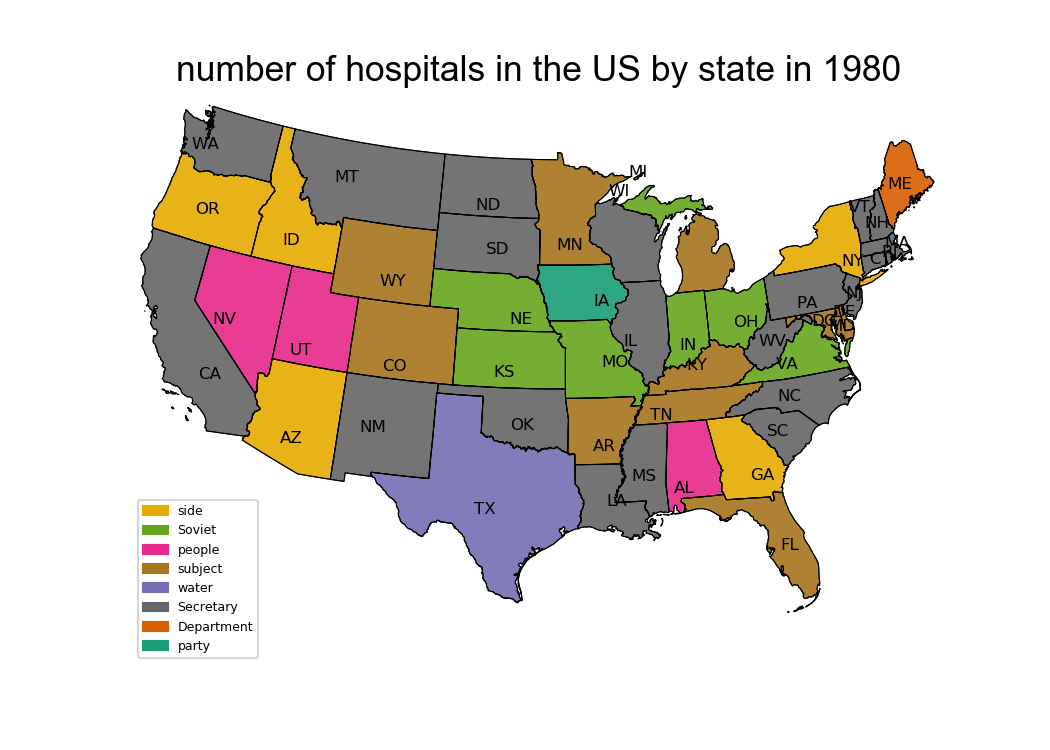 number of hospitals in the US by state in 1980
WA
MT
ND
MI
WI
ME
OR
ID
SD
MN
VT
NH
MA
NY
CT
RI
WY
NE
IA
PA
NJ
NV
UT
CO
KS
MO
IL
IN
OH
WV
DC
DE
MD
VA
KY
CA
AZ
NM
OK
AR
TN
NC
SC
TX
LA
MS
AL
GA
FL
side
Soviet
people
subject
water
Secretary
Department
party